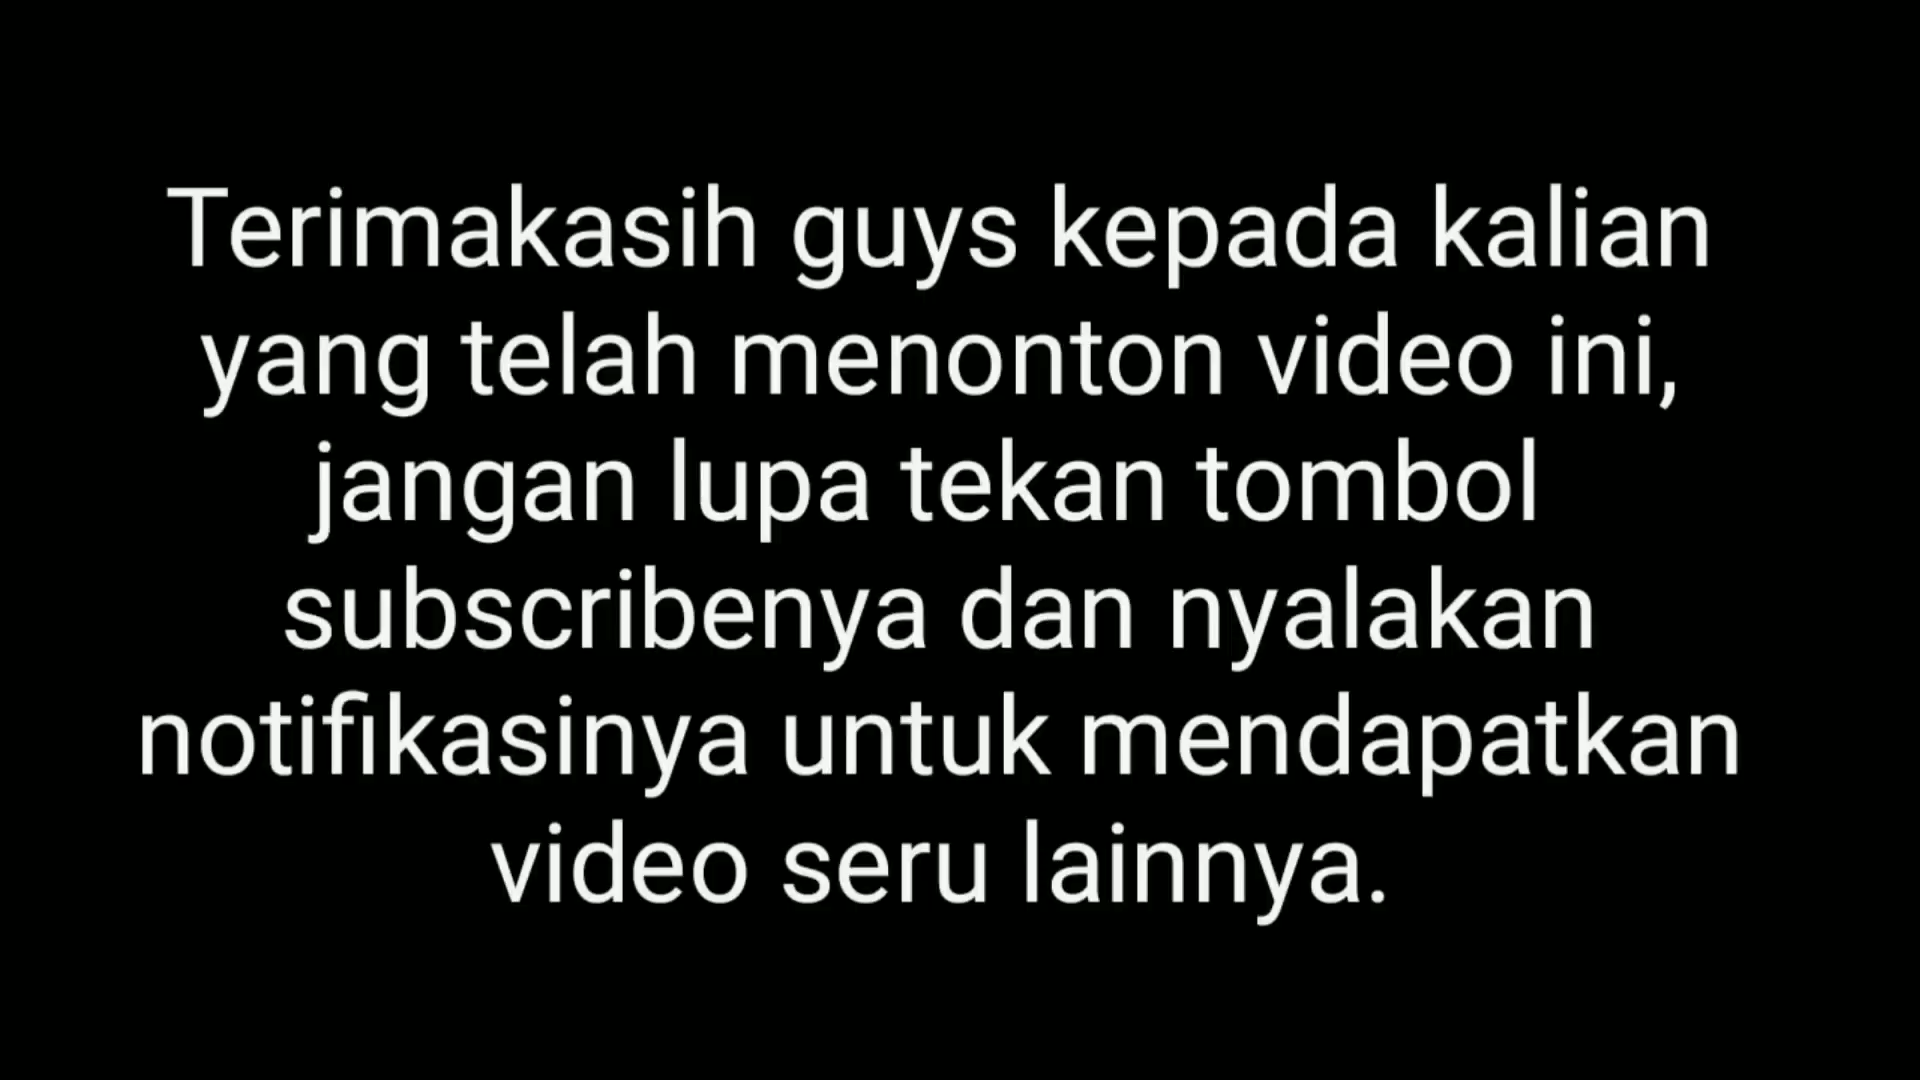 Terimakasih guys kepada kalian
yang telah menonton video ini,
jangan lupa tekan tombol
subscribenya dan nyalakan
notifikasinya untuk mendapatkan
video seru lainnya.